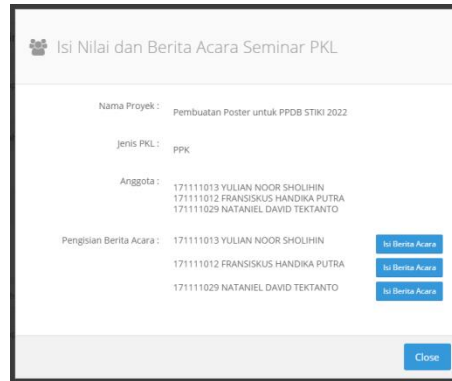 Isi Nilai dan Berita Acara Seminar PKL
Nama Proyek : Pembuatan Poster untuk PPDB STIKI 2022
Jenis PKL : PPK
Anggota : 171111013 YULIAN NOOR SHOLIHIN
171111012 FRANSISKUS HANDIKA PUTRA
171111029 NATANIEL DAVID TEKTANTO
Pengisian Berita Acara : 171111013 YULIAN NOOR SHOLIHIN Isi Berita Acara
171111012 FRANSISKUS HANDIKA PUTRA Isi Berita Acara
171111029 NATANIEL DAVID TEKTANTO Isi Berita Acara
Close